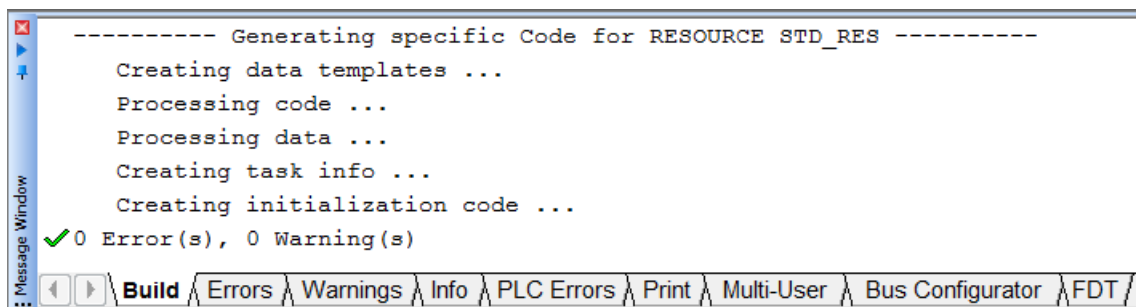 ---------- Generating specific Code for RESOURCE STD_RES ----------
Creating data templates ...
Processing code ...
Processing data ...
Creating task info ...
Creating initialization code ...
0 Error(s), 0 Warning(s)
Message Window
Build Errors Warnings Info PLC Errors Print Multi-User Bus Configurator FDT